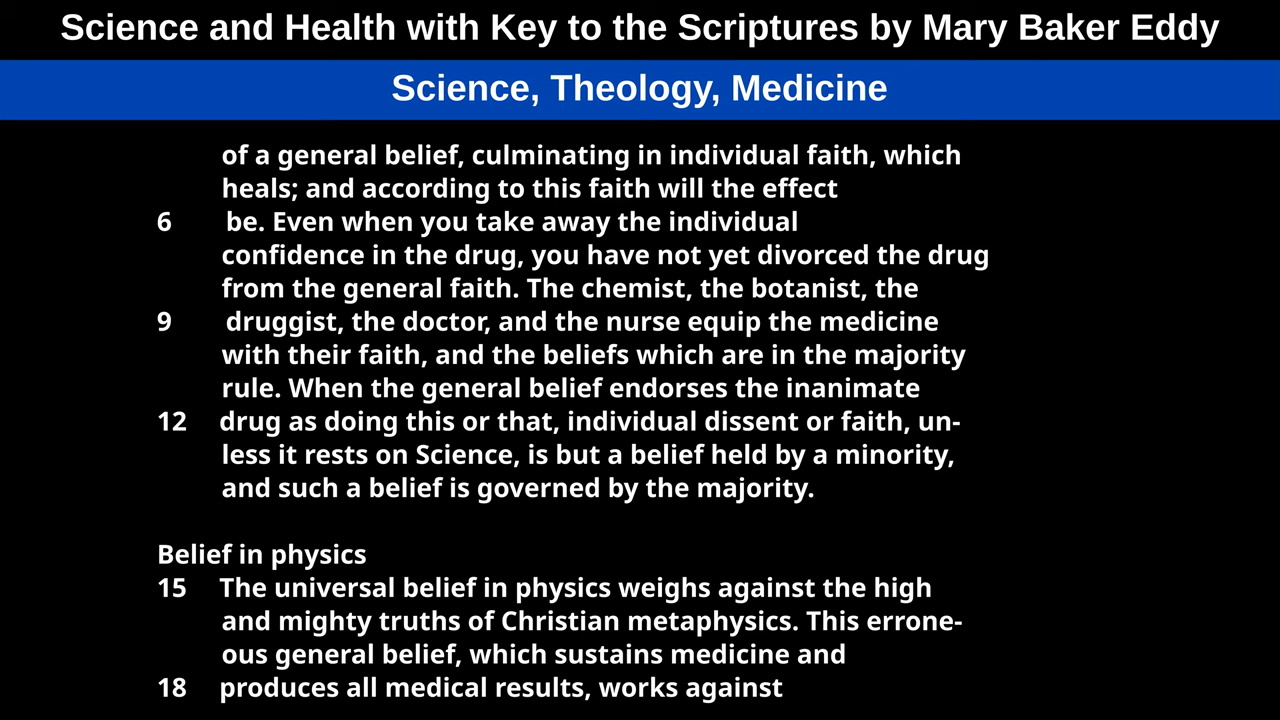 Science and Health with Key to the Scriptures by Mary Baker Eddy
Science, Theology, Medicine
of a general belief, culminating in individual faith, which
heals; and according to this faith will the effect
6 be. Even when you take away the individual
confidence in the drug, you have not yet divorced the drug
from the general faith. The chemist, the botanist, the
9 druggist, the doctor, and the nurse equip the medicine
with their faith, and the beliefs which are in the majority
rule. When the general belief endorses the inanimate
12 drug as doing this or that, individual dissent or faith, un-
less it rests on Science, is but a belief held by a minority,
and such a belief is governed by the majority.
Belief in physics
15 The universal belief in physics weighs against the high
and mighty truths of Christian metaphysics. This errone-
ous general belief, which sustains medicine and
18 produces all medical results, works against